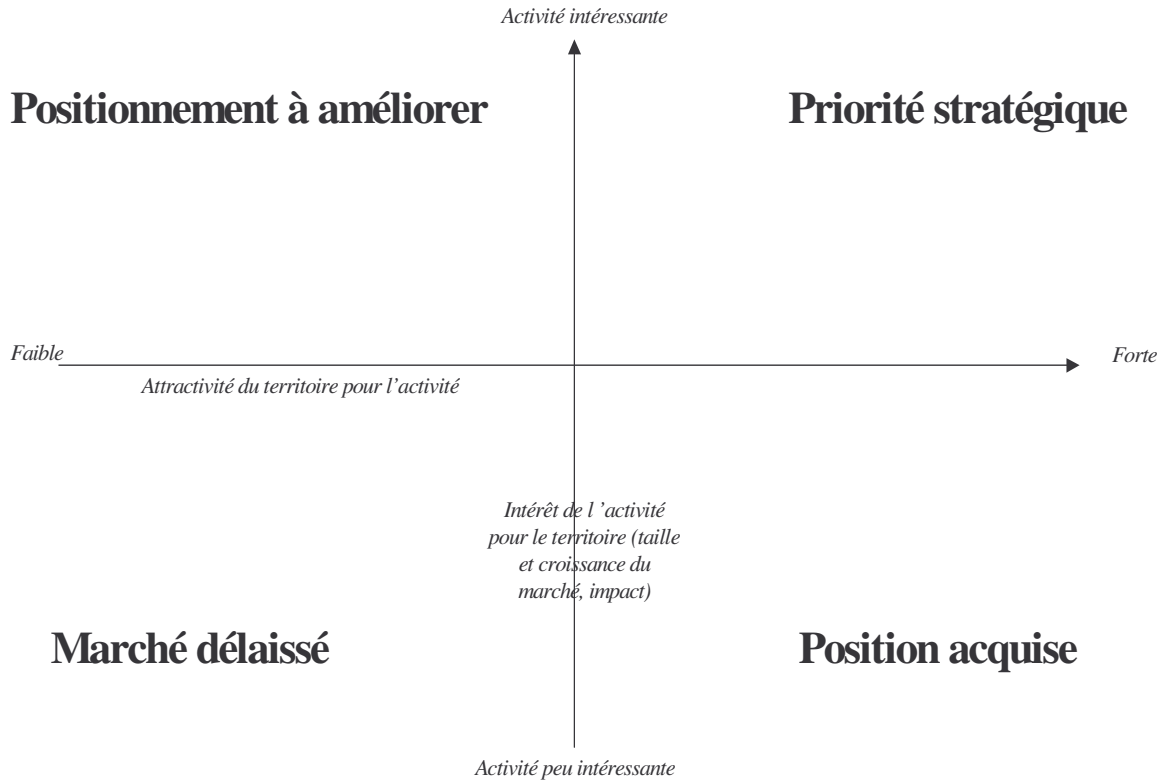 Activité intéressante
Positionnement à améliorer
Priorité stratégique
Faible
Forte
Attractivité du territoire pour l’activité
Intérêt de l ’activité
pour le territoire (taille
et croissance du
marché, impact)
Marché délaissé
Position acquise
Activité peu intéressante